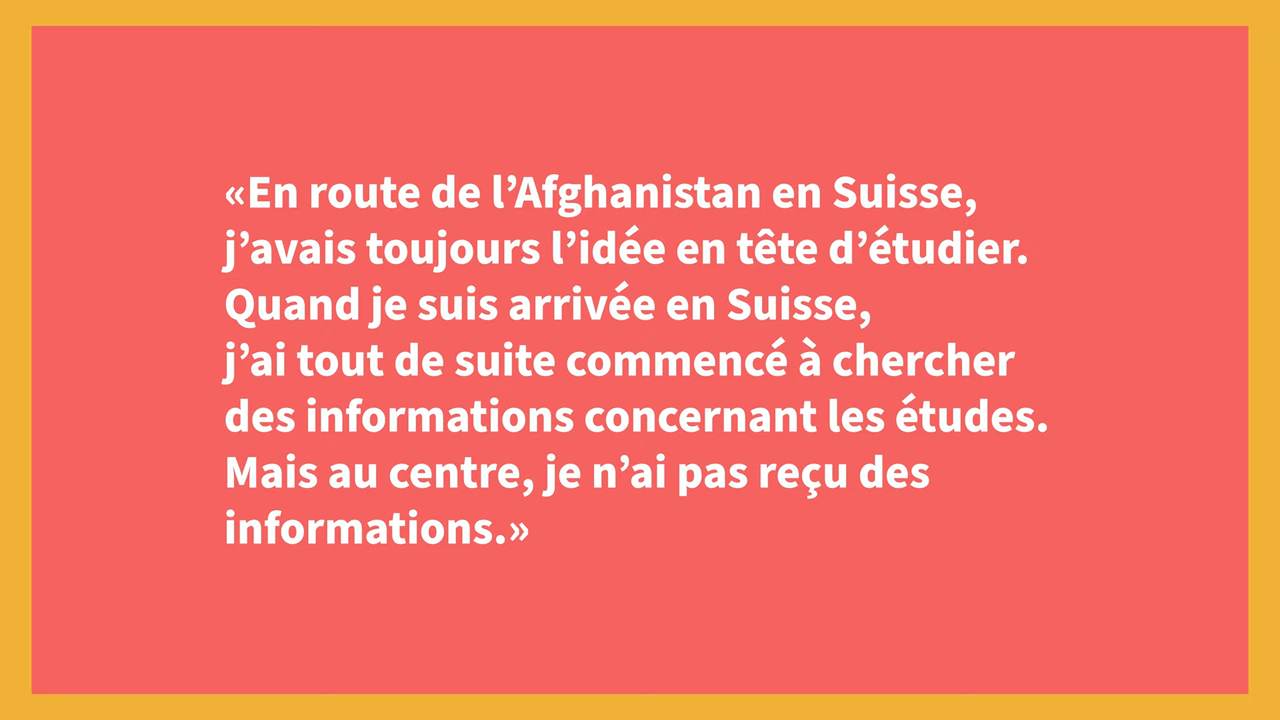 «En route de l’Afghanistan en Suisse,
j’avais toujours l’idée en tête d’étudier.
Quand je suis arrivée en Suisse,
j’ai tout de suite commencé à chercher
des informations concernant les études.
Mais au centre, je n’ai pas reçu des
informations.»